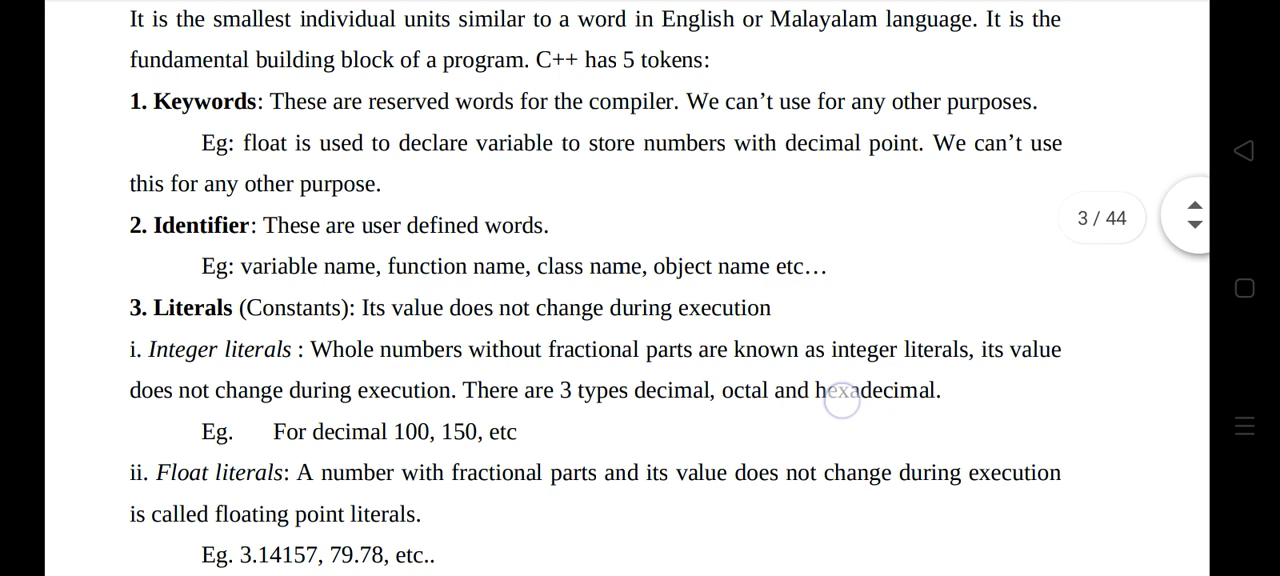 It is the smallest individual units similar to a word in English or Malayalam language. It is the
fundamental building block of a program. C++ has 5 tokens:
1. Keywords: These are reserved words for the compiler. We can’t use for any other purposes.
Eg: float is used to declare variable to store numbers with decimal point. We can’t use
this for any other purpose.
3 / 44
2. Identifier: These are user defined words.
Eg: variable name, function name, class name, object name etc…
3. Literals (Constants): Its value does not change during execution
i. Integer literals : Whole numbers without fractional parts are known as integer literals, its value
does not change during execution. There are 3 types decimal, octal and hexadecimal.
Eg. For decimal 100, 150, etc
ii. Float literals: A number with fractional parts and its value does not change during execution
is called floating point literals.
Eg. 3.14157, 79.78, etc..